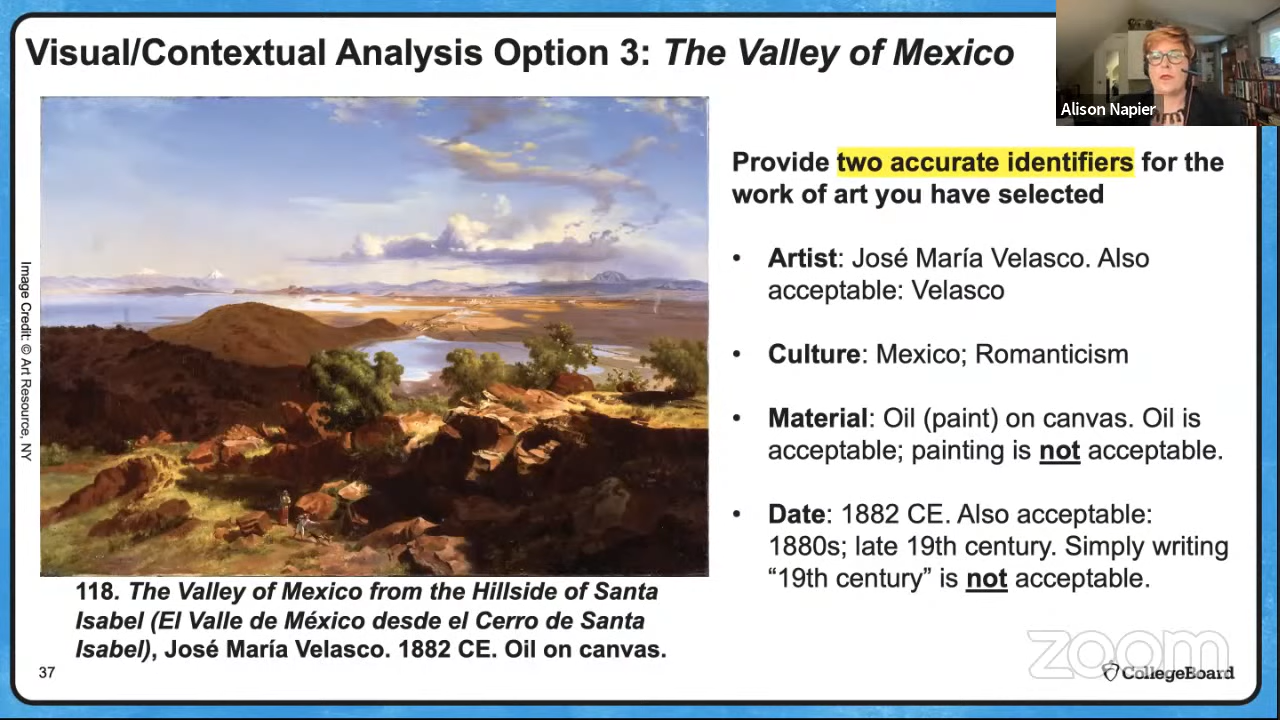 Visual/Contextual Analysis Option 3: The Valley of Mexico
Alison Napier
Image Credit: © Art Resource, NY
Provide two accurate identifiers for the
work of art you have selected
• Artist: José María Velasco. Also
acceptable: Velasco
• Culture: Mexico; Romanticism
• Material: Oil (paint) on canvas. Oil is
acceptable; painting is not acceptable.
• Date: 1882 CE. Also acceptable:
1880s; late 19th century. Simply writing
“19th century” is not acceptable.
118. The Valley of Mexico from the Hillside of Santa
Isabel (El Valle de México desde el Cerro de Santa
Isabel), José María Velasco. 1882 CE. Oil on canvas.
37
zoom
CollegeBoard